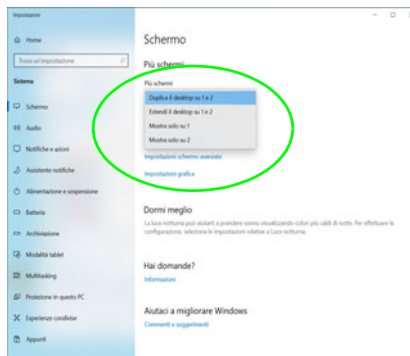 Impostazioni
Home
Trova un'impostazione
Sistema
Schermo
Audio
Notifiche e azioni
Assistente notifiche
Alimentazione e sospensione
Batteria
Archiviazione
Modalità tablet
Multitasking
Proiezione in questo PC
Esperienze condivise
Appunti
Schermo
Più schermi
Più schermi
Duplica il desktop su 1 e 2
Estendi il desktop su 1 e 2
Mostra solo su 1
Mostra solo su 2
Impostazioni schermo avanzate
Impostazioni grafica
Dormi meglio
La luce notturna può aiutarti a prendere sonno visualizzando colori più caldi di notte. Per effettuare la
configurazione, seleziona le impostazioni relative a Luce notturna.
Hai domande?
Informazioni
Aiutaci a migliorare Windows
Commenti e suggerimenti